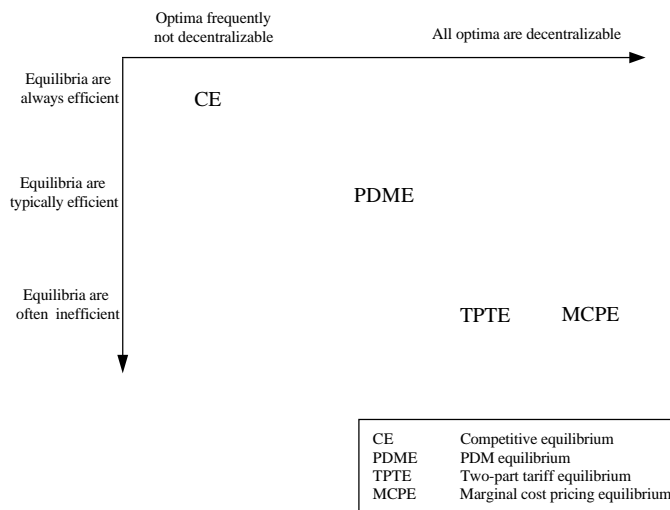 Optima frequently
not decentralizable
All optima are decentralizable
Equilibria are
always efficient
CE
Equilibria are
typically efficient
PDME
Equilibria are
often inefficient
TPTE
MCPE
CE Competitive equilibrium
PDME PDM equilibrium
TPTE Two-part tariff equilibrium
MCPE Marginal cost pricing equilibrium